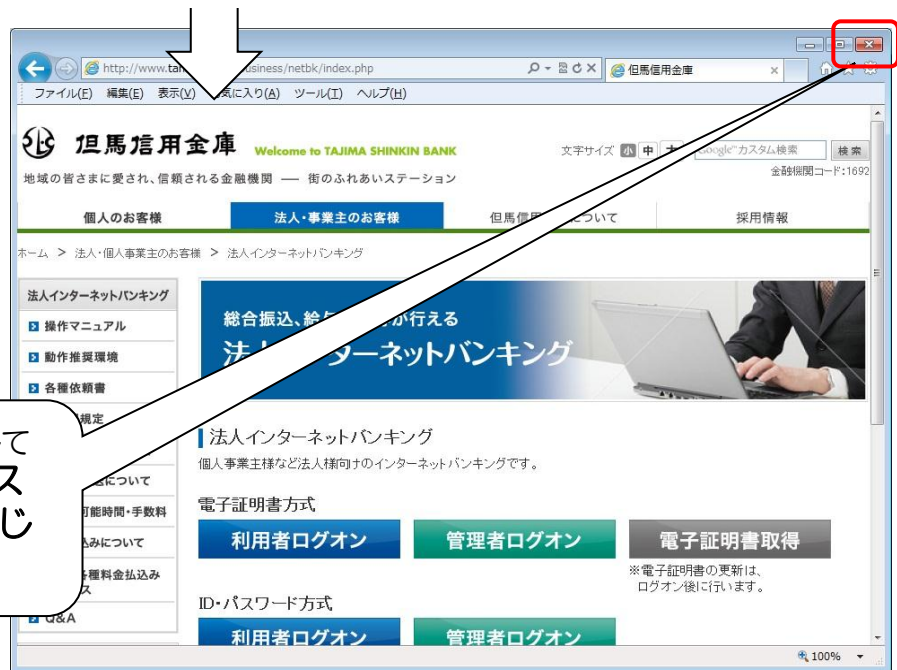 http://www.ta usiness/netbk/index.php
但馬信用金庫
ファイル(F) 編集(E) 表示(V) 気に入り(A) ツール(T) ヘルプ(H)
但馬信用金庫 Welcome to TAJIMA SHINKIN BANK
文字サイズ 小 中 大 Google カスタム検索 検索
地域の皆さまに愛され、信頼される金融機関 ― 街のふれあいステーション
金融機関コード:1692
個人のお客様 法人・事業主のお客様 但馬信用 について 採用情報
ホーム > 法人・個人事業主のお客様 > 法人インターネットバンキング
法人インターネットバンキング
操作マニュアル
動作推奨環境
各種依頼書
規定
について
可能時間・手数料
込みについて
種料金払込み
ス
Q&A
総合振込、給 が行える
法 ターネットバンキング
法人インターネットバンキング
個人事業主様など法人様向けのインターネットバンキングです。
電子証明書方式
利用者ログオン 管理者ログオン 電子証明書取得
※電子証明書の更新は、
ログオン後に行います。
ID・パスワード方式
利用者ログオン 管理者ログオン
て
ス
じ
100%